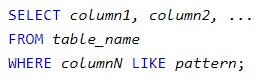 SELECT column1, column2, ...
FROM table_name
WHERE columnN LIKE pattern;